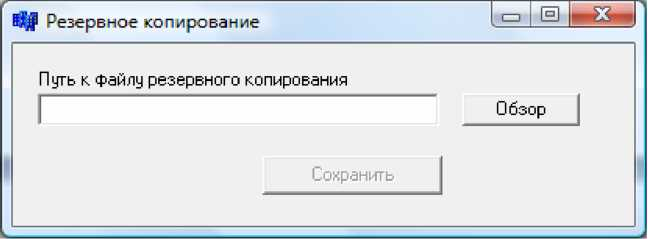 Резервное копирование
Путь к файлу резервного копирования
Обзор
Сохранить